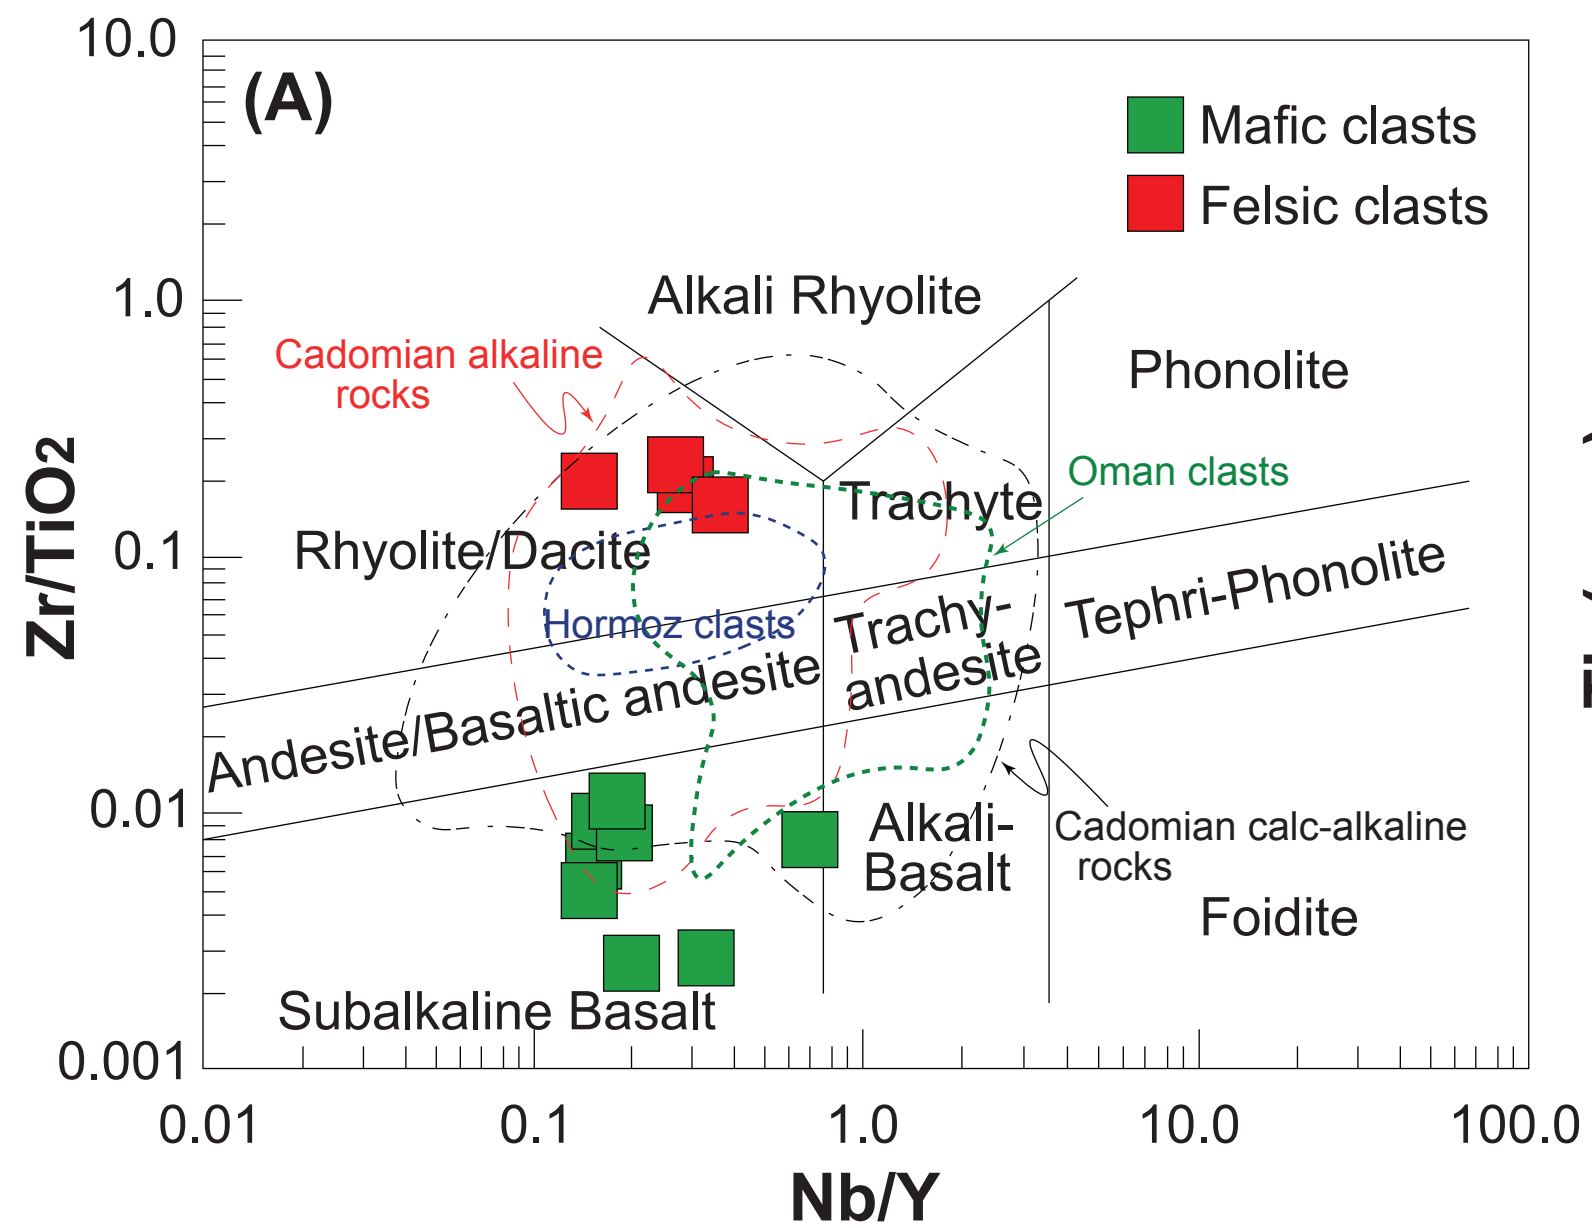 10.0
(A)
Mafic clasts
Felsic clasts
1.0
Alkali Rhyolite
Cadomian alkaline
rocks
Phonolite
Oman clasts
Trachyte
0.1
Rhyolite/Dacite
Hormoz clasts
Trachy-
andesite
Tephri-Phonolite
Andesite/Basaltic andesite
0.01
Alkali-
Basalt
Cadomian calc-alkaline
rocks
Foidite
Subalkaline Basalt
0.001
0.01
0.1
1.0
10.0
100.0
Zr/TiO2
Nb/Y